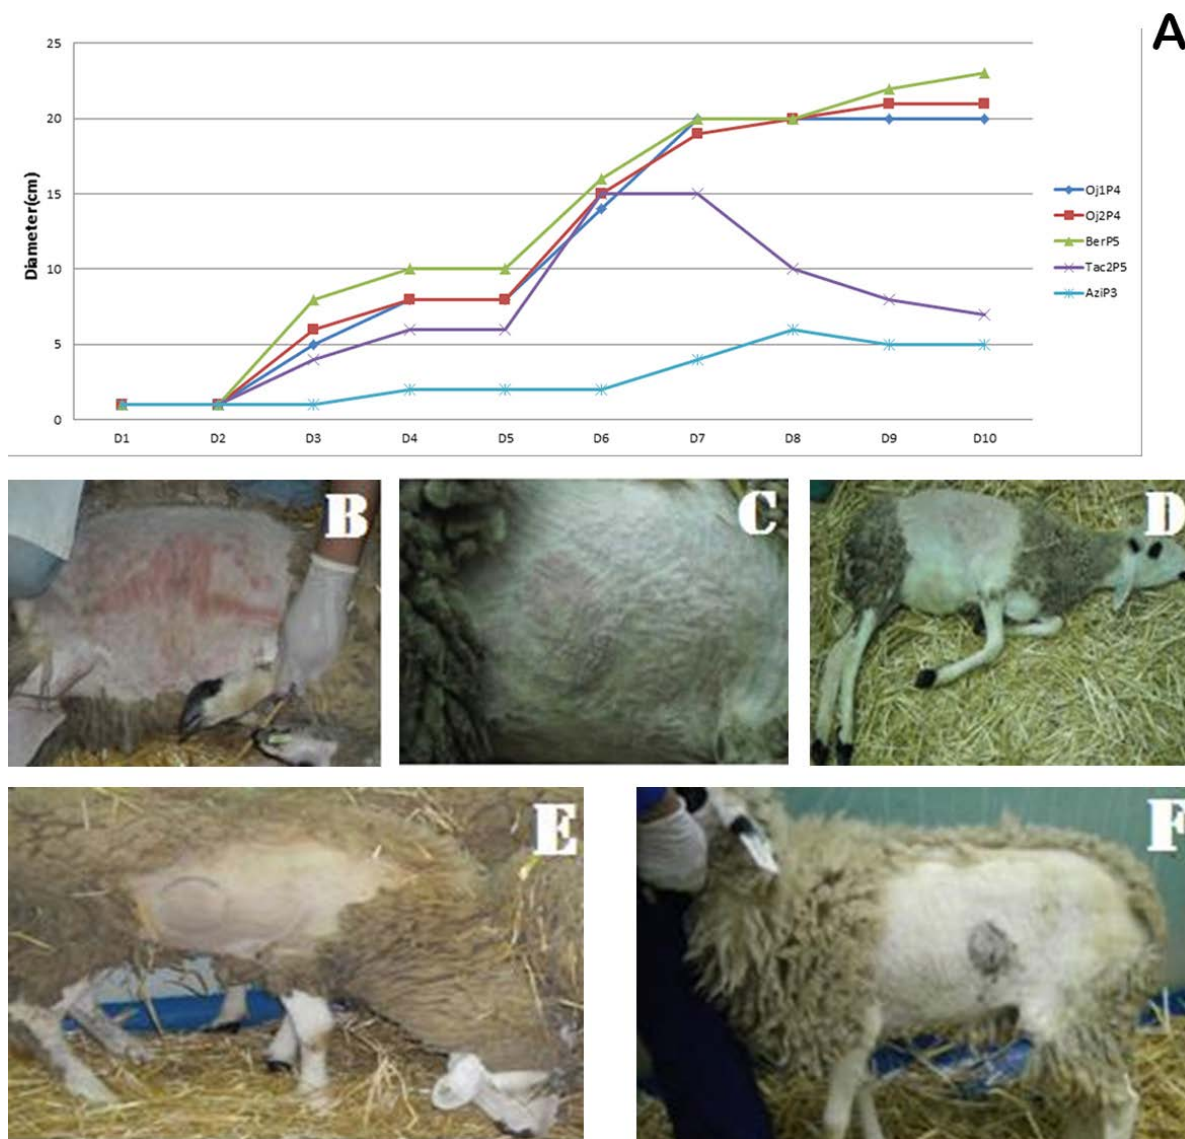 A
25
20
15
10
5
0
Diameter(cm)
D1 D2 D3 D4 D5 D6 D7 D8 D9 D10
Oj1P4
Oj2P4
BerP5
Tac2P5
AziP3
B C D
E F